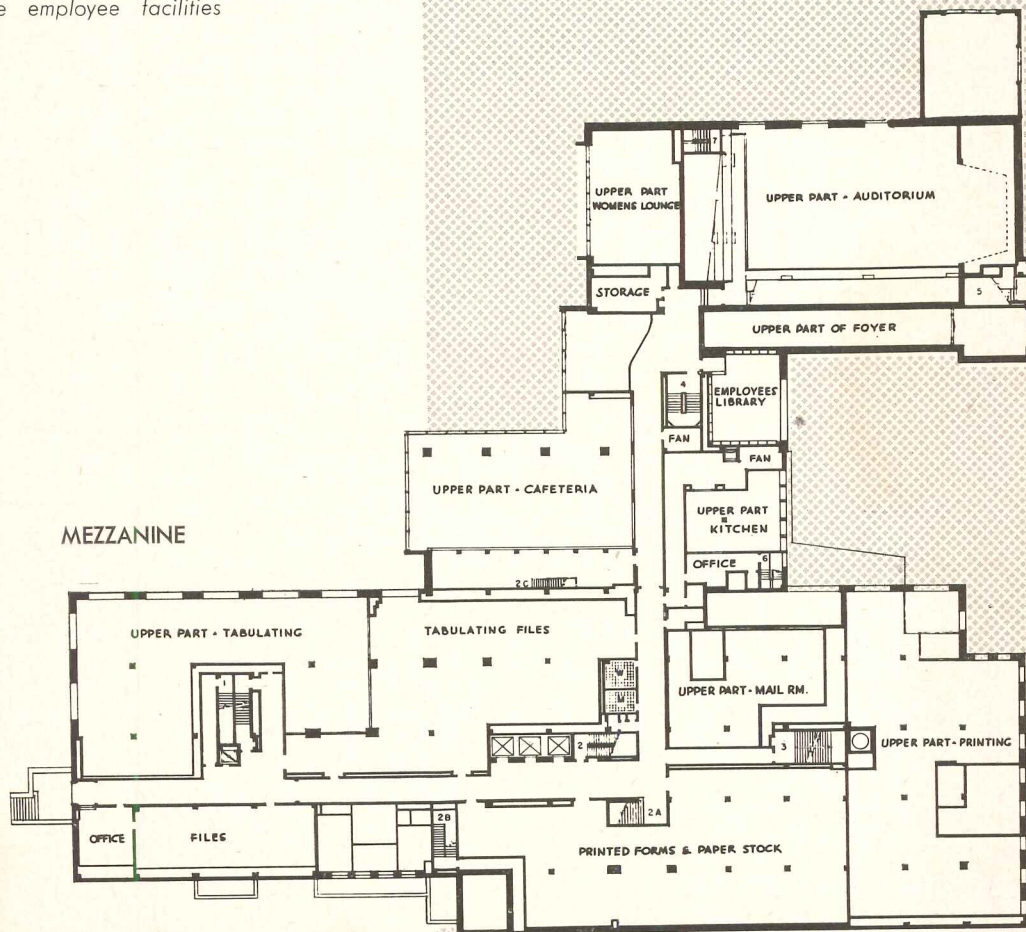 e employee facilities
7
UPPER PART
WOMENS LOUNGE
UPPER PART - AUDITORIUM
STORAGE
5
UPPER PART OF FOYER
4
EMPLOYEES
LIBRARY
FAN
FAN
UPPER PART - CAFETERIA
UPPER PART
KITCHEN
MEZZANINE
OFFICE
6
2C
UPPER PART - TABULATING
TABULATING FILES
W
M
1
UPPER PART - MAIL RM.
2
3
UPPER PART - PRINTING
2A
2B
OFFICE
FILES
PRINTED FORMS & PAPER STOCK